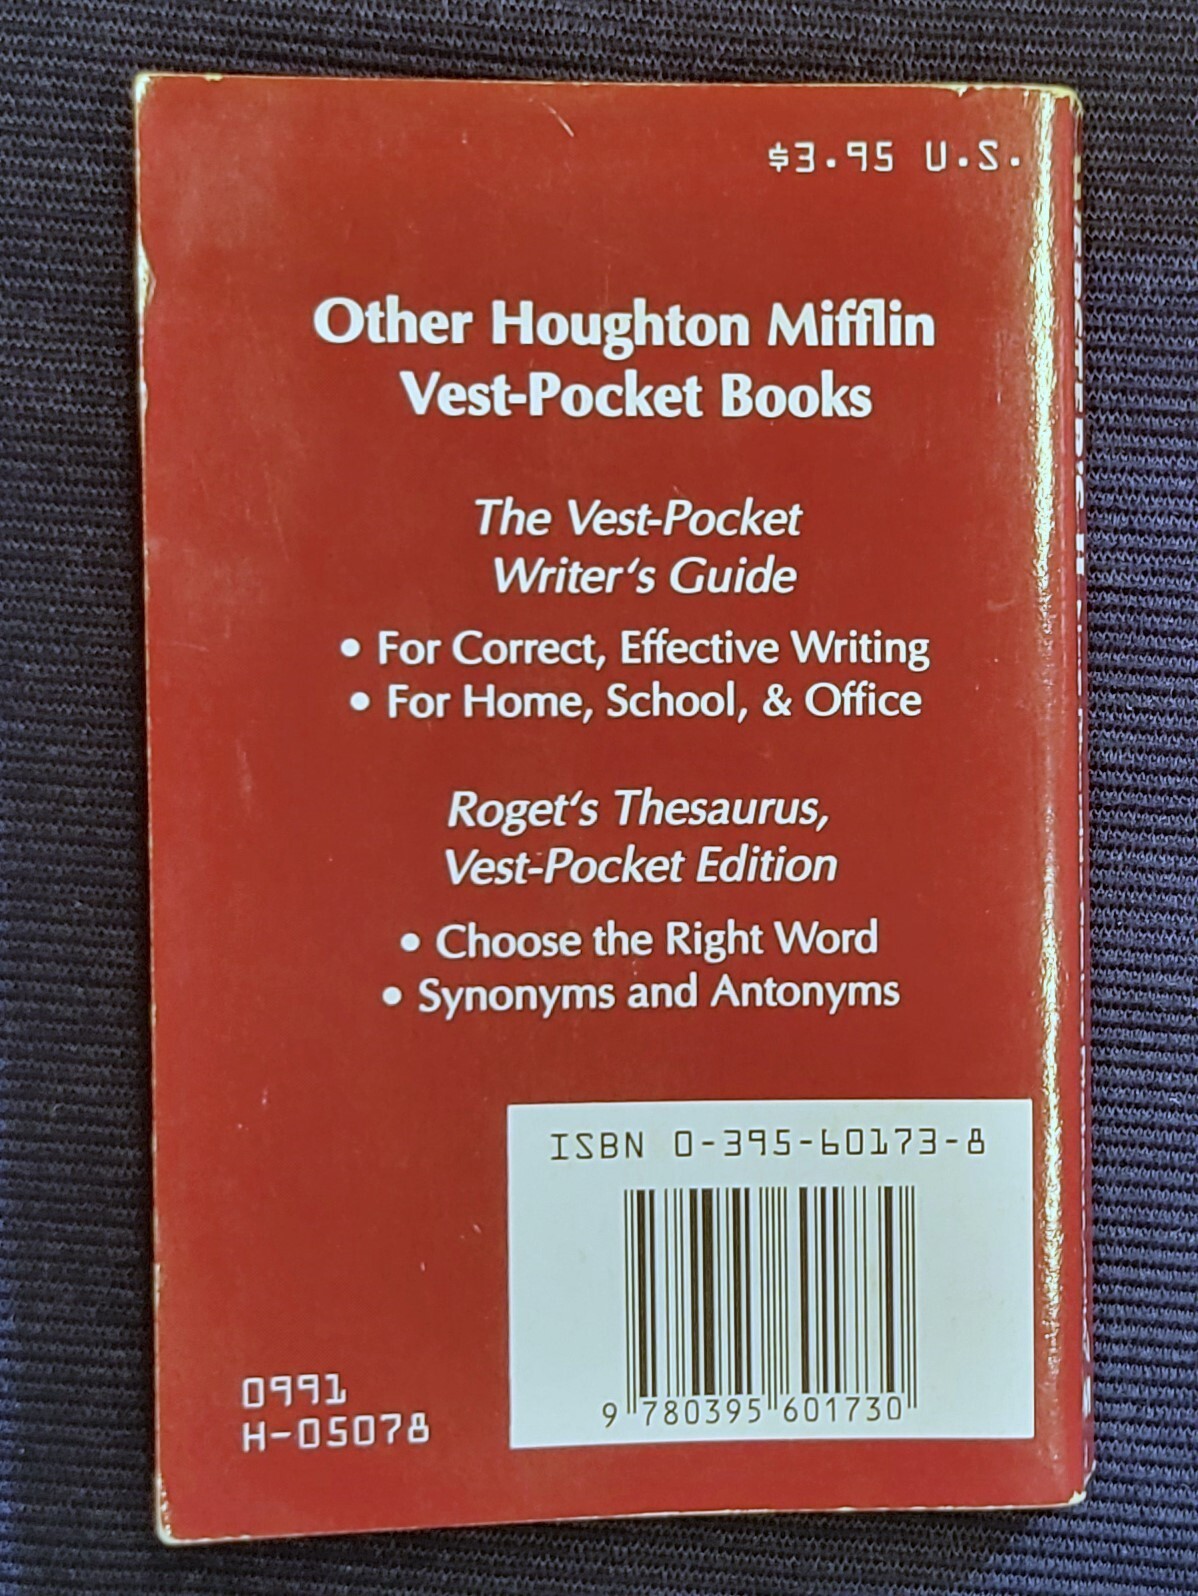 $3.95 U.S.
Other Houghton Mifflin
Vest-Pocket Books
The Vest-Pocket
Writer's Guide
• For Correct, Effective Writing
• For Home, School, & Office
Roget's Thesaurus,
Vest-Pocket Edition
• Choose the Right Word
• Synonyms and Antonyms
ISBN 0-395-60173-8
9 780395 601730
0991
H-05078